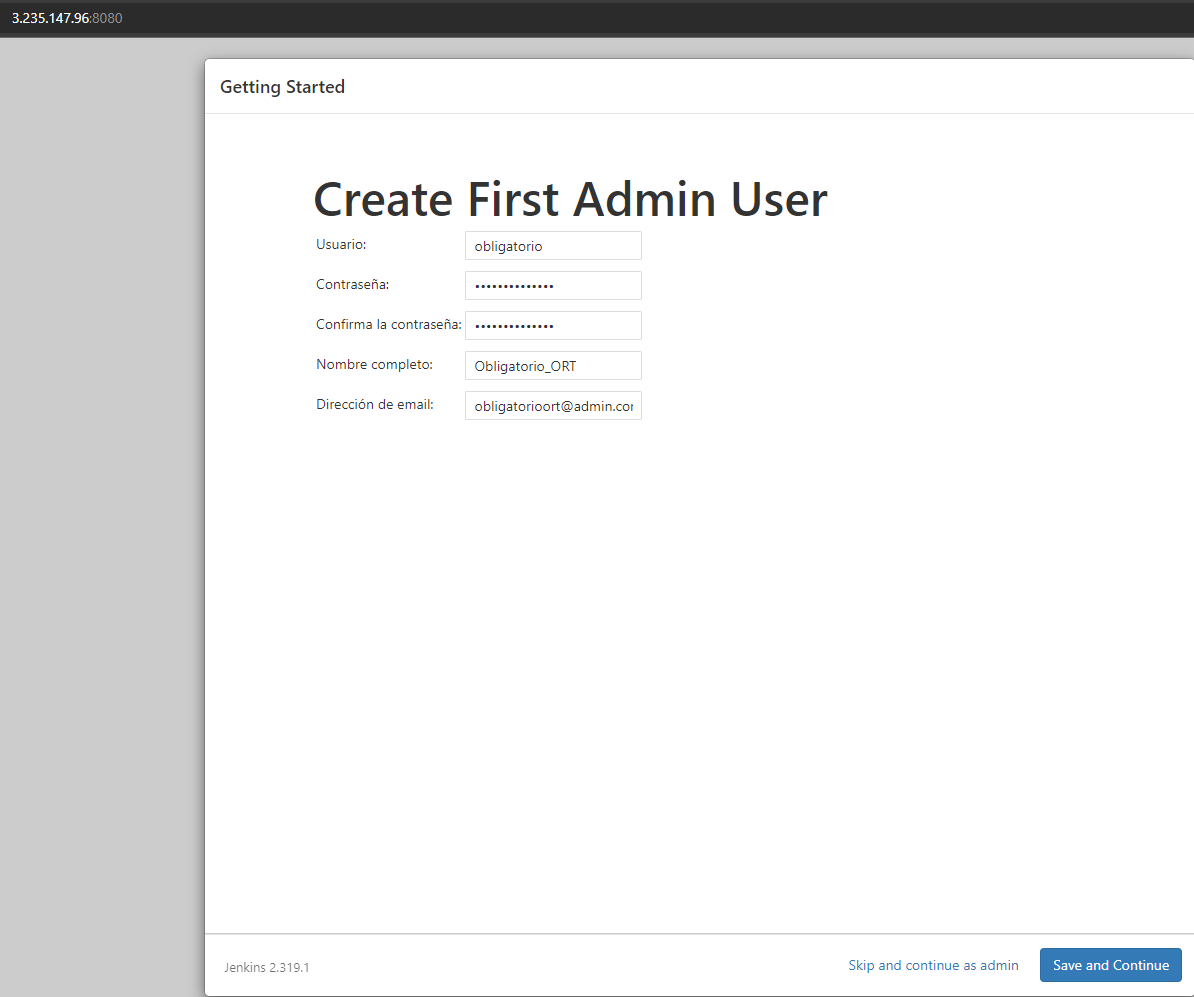 3.235.147.96:8080
Getting Started
Create First Admin User
Usuario: obligatorio
Contraseña: ••••••••••••••
Confirma la contraseña: ••••••••••••••
Nombre completo: Obligatorio_ORT
Dirección de email: obligatorioort@admin.cor
Jenkins 2.319.1 Skip and continue as admin Save and Continue